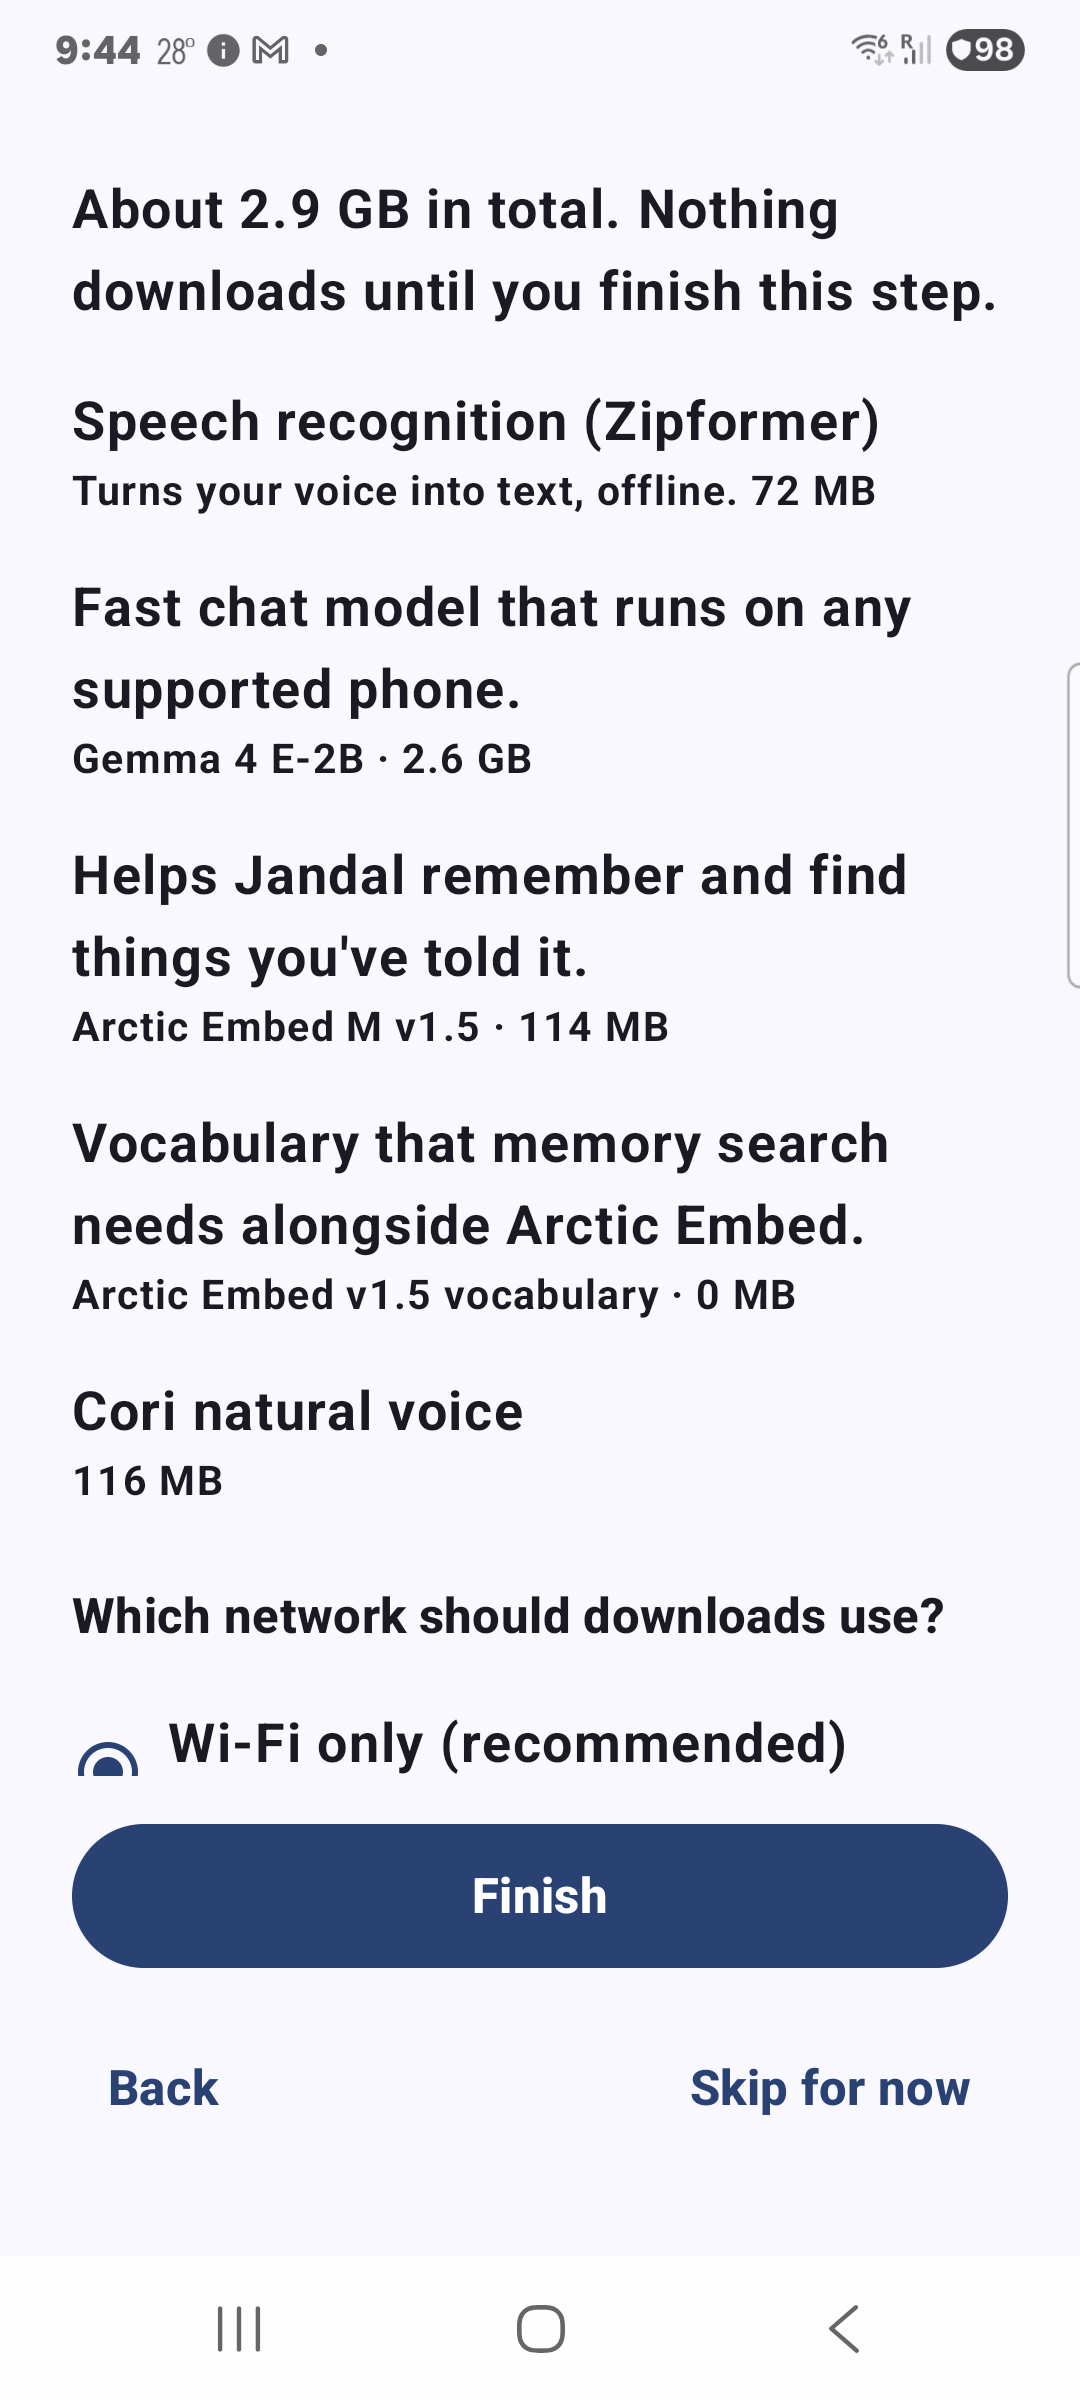 9:44 28° 98
About 2.9 GB in total. Nothing
downloads until you finish this step.
Speech recognition (Zipformer)
Turns your voice into text, offline. 72 MB
Fast chat model that runs on any
supported phone.
Gemma 4 E-2B · 2.6 GB
Helps Jandal remember and find
things you've told it.
Arctic Embed M v1.5 · 114 MB
Vocabulary that memory search
needs alongside Arctic Embed.
Arctic Embed v1.5 vocabulary · 0 MB
Cori natural voice
116 MB
Which network should downloads use?
Wi-Fi only (recommended)
Finish
Back Skip for now